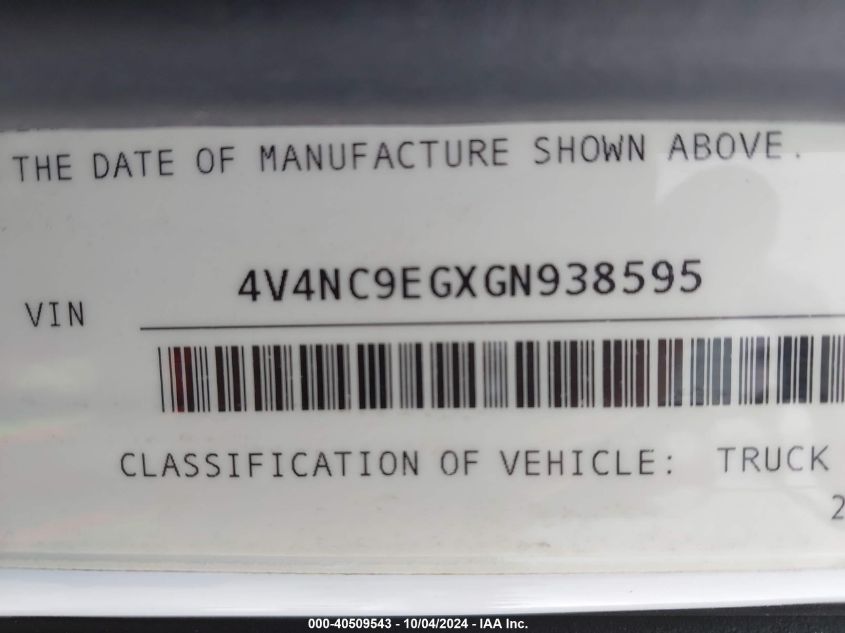 THE DATE OF MANUFACTURE SHOWN ABOVE.
4V4NC9EGXGN938595
VIN
CLASSIFICATION OF VEHICLE: TRUCK
2
000-40509543 - 10/04/2024 - IAA Inc.